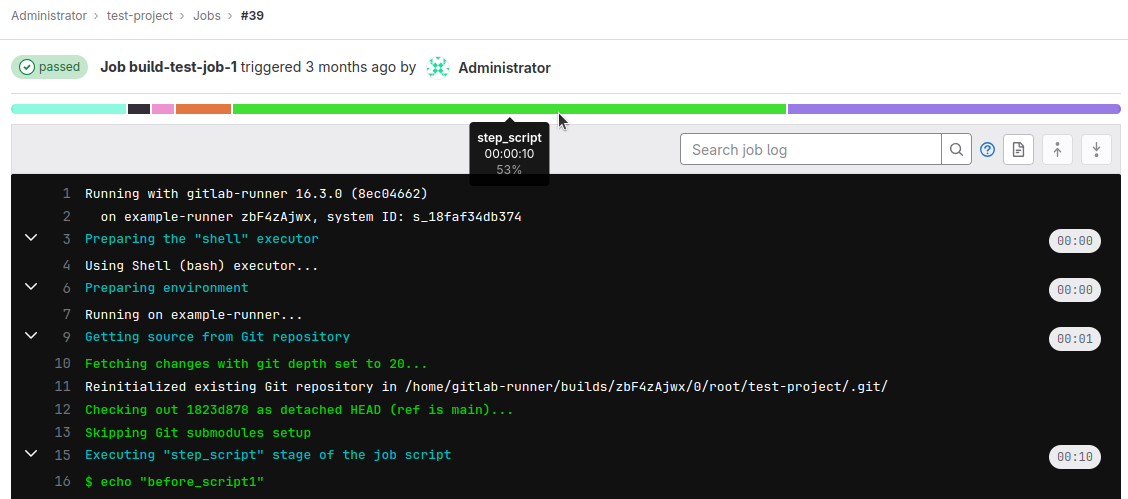 Administrator › test-project › Jobs › #39
passed Job build-test-job-1 triggered 3 months ago by Administrator
step_script
00:00:10
53%
Search job log
1 Running with gitlab-runner 16.3.0 (8ec04662)
2 on example-runner zbF4zAjwx, system ID: s_18faf34db374
3 Preparing the "shell" executor 00:00
4 Using Shell (bash) executor...
6 Preparing environment 00:00
7 Running on example-runner...
9 Getting source from Git repository 00:01
10 Fetching changes with git depth set to 20...
11 Reinitialized existing Git repository in /home/gitlab-runner/builds/zbF4zAjwx/0/root/test-project/.git/
12 Checking out 1823d878 as detached HEAD (ref is main)...
13 Skipping Git submodules setup
15 Executing "step_script" stage of the job script 00:10
16 $ echo "before_script1"